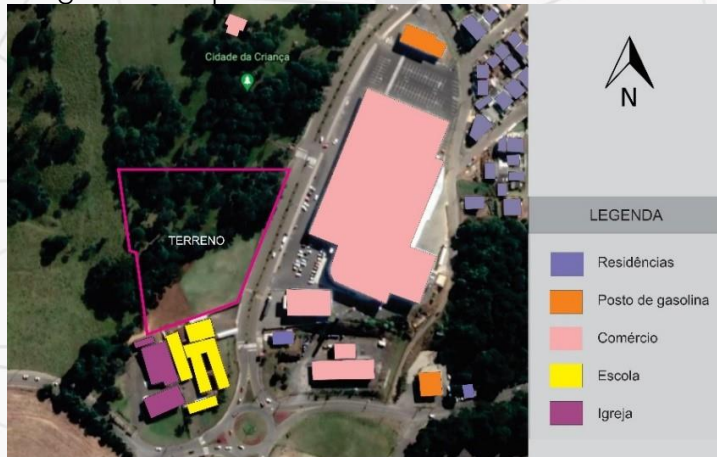 Cidade da Criança
TERRENO
N
LEGENDA
Residências
Posto de gasolina
Comércio
Escola
Igreja